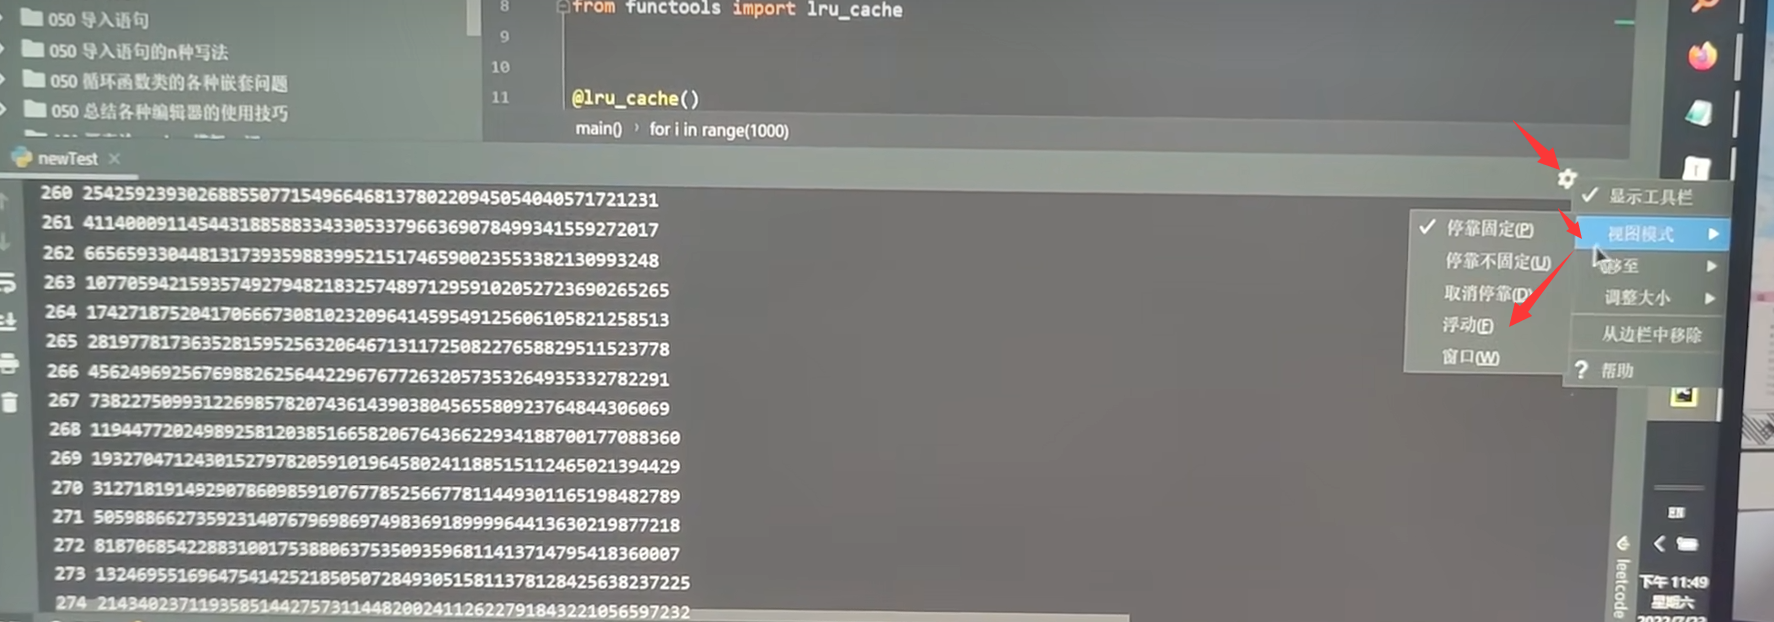 050 导入语句
050 导入语句的n种写法
050 循环函数类的各种嵌套问题
050 总结各种编辑器的使用技巧
8 from functools import lru_cache
9
10
11 @lru_cache()
main() › for i in range(1000)
newTest
260 2542592393026885507715496646813780220945054040571721231
261 4114000911454431885883343305337966369078499341559272017
262 6656593304481317393598839952151746590023553382130993248
263 10770594215935749279482183257489712959102052723690265265
264 17427187520417066673081023209641459549125606105821258513
265 28197781736352815952563206467131172508227658829511523778
266 45624969256769882625644229676772632057353264935332782291
267 73822750993122698578207436143903804565580923764844306069
268 119447720249892581203851665820676436622934188700177088360
269 193270471243015279782059101964580241188515112465021394429
270 312718191492907860985910767785256677811449301165198482789
271 505988662735923140767969869749836918999964413630219877218
272 818706854228831001753880637535093596811413714795418360007
273 1324695516964754142521850507284930515811378128425638237225
274 2143402371193585144275731144820024112622791843221056597232
显示工具栏
视图模式
移至
调整大小
从边栏中移除
? 帮助
停靠固定(P)
停靠不固定(U)
取消停靠(D)
浮动(F)
窗口(W)
leetcode
EN
下午 11:49
星期六
2022/7/23